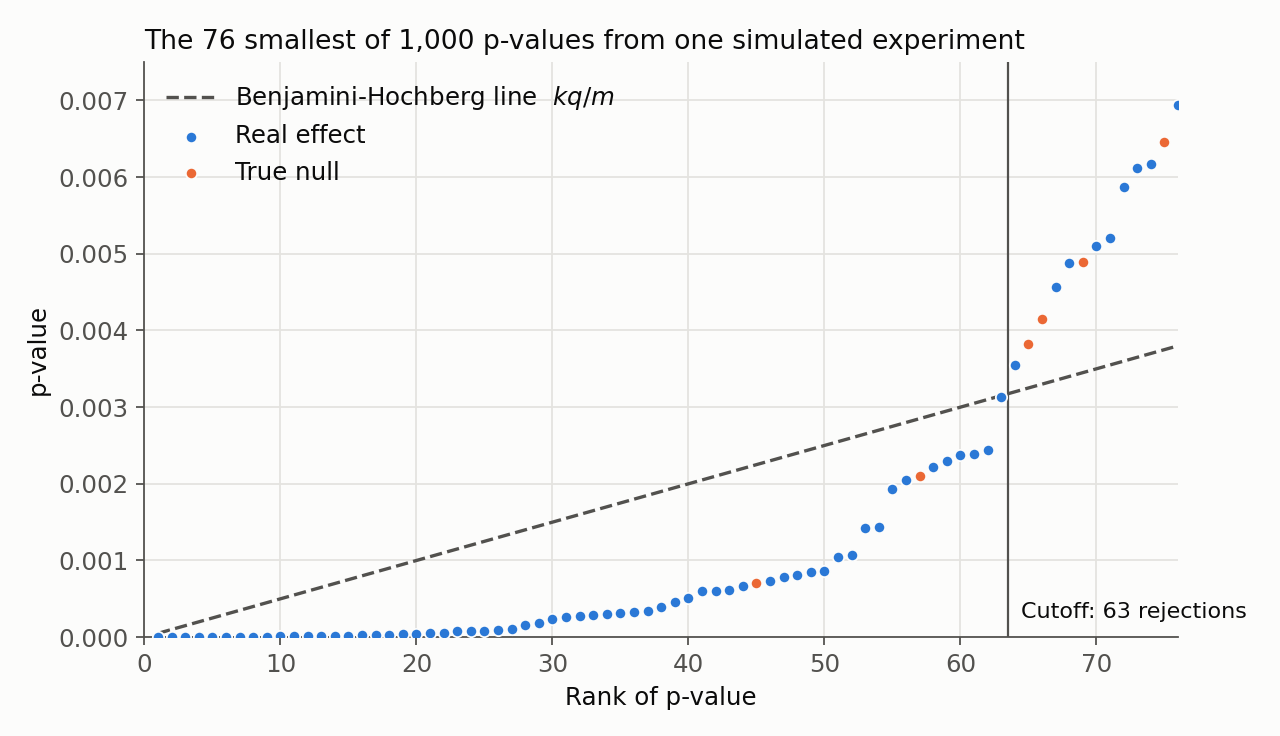 The 76 smallest of 1,000 p-values from one simulated experiment
Benjamini-Hochberg line kq/m
Real effect
True null
p-value
0.007
0.006
0.005
0.004
0.003
0.002
0.001
0.000
Cutoff: 63 rejections
0 10 20 30 40 50 60 70
Rank of p-value